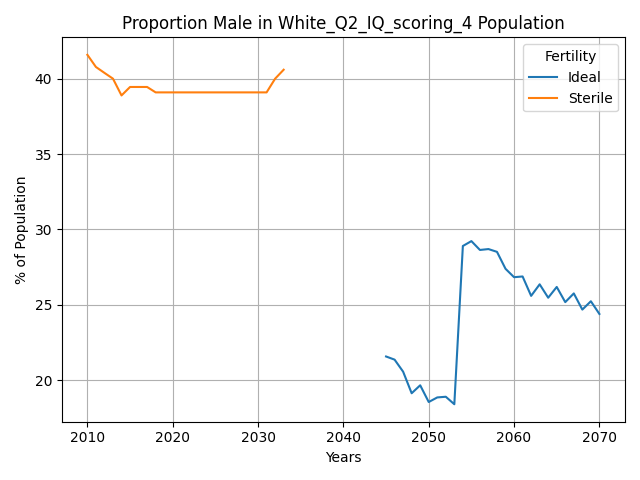 Proportion Male in White_Q2_IQ_scoring_4 Population
Fertility
Ideal
Sterile
% of Population
40
35
30
25
20
2010 2020 2030 2040 2050 2060 2070
Years